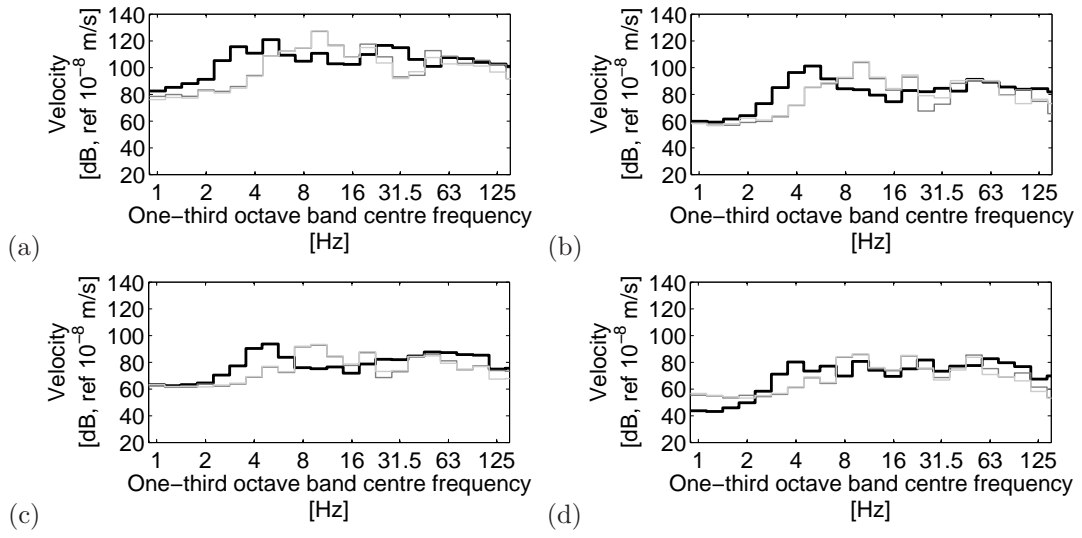 140
120
100
80
60
40
20
Velocity
[dB, ref 10⁻⁸ m/s]
1 2 4 8 16 31.5 63 125
One−third octave band centre frequency
[Hz]
(a)
140
120
100
80
60
40
20
Velocity
[dB, ref 10⁻⁸ m/s]
1 2 4 8 16 31.5 63 125
One−third octave band centre frequency
[Hz]
(b)
140
120
100
80
60
40
20
Velocity
[dB, ref 10⁻⁸ m/s]
1 2 4 8 16 31.5 63 125
One−third octave band centre frequency
[Hz]
(c)
140
120
100
80
60
40
20
Velocity
[dB, ref 10⁻⁸ m/s]
1 2 4 8 16 31.5 63 125
One−third octave band centre frequency
[Hz]
(d)